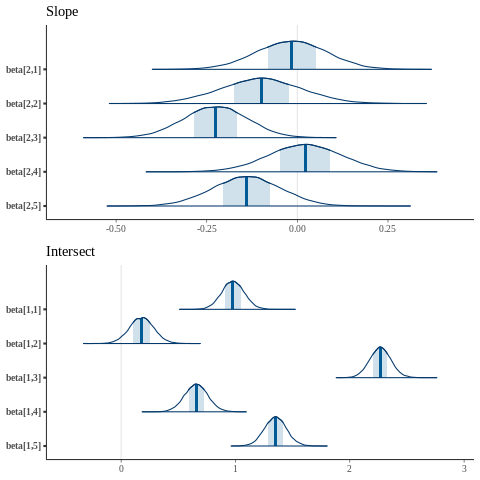 Slope
beta[2,1]
beta[2,2]
beta[2,3]
beta[2,4]
beta[2,5]
-0.50 -0.25 0.00 0.25
Intersect
beta[1,1]
beta[1,2]
beta[1,3]
beta[1,4]
beta[1,5]
0 1 2 3